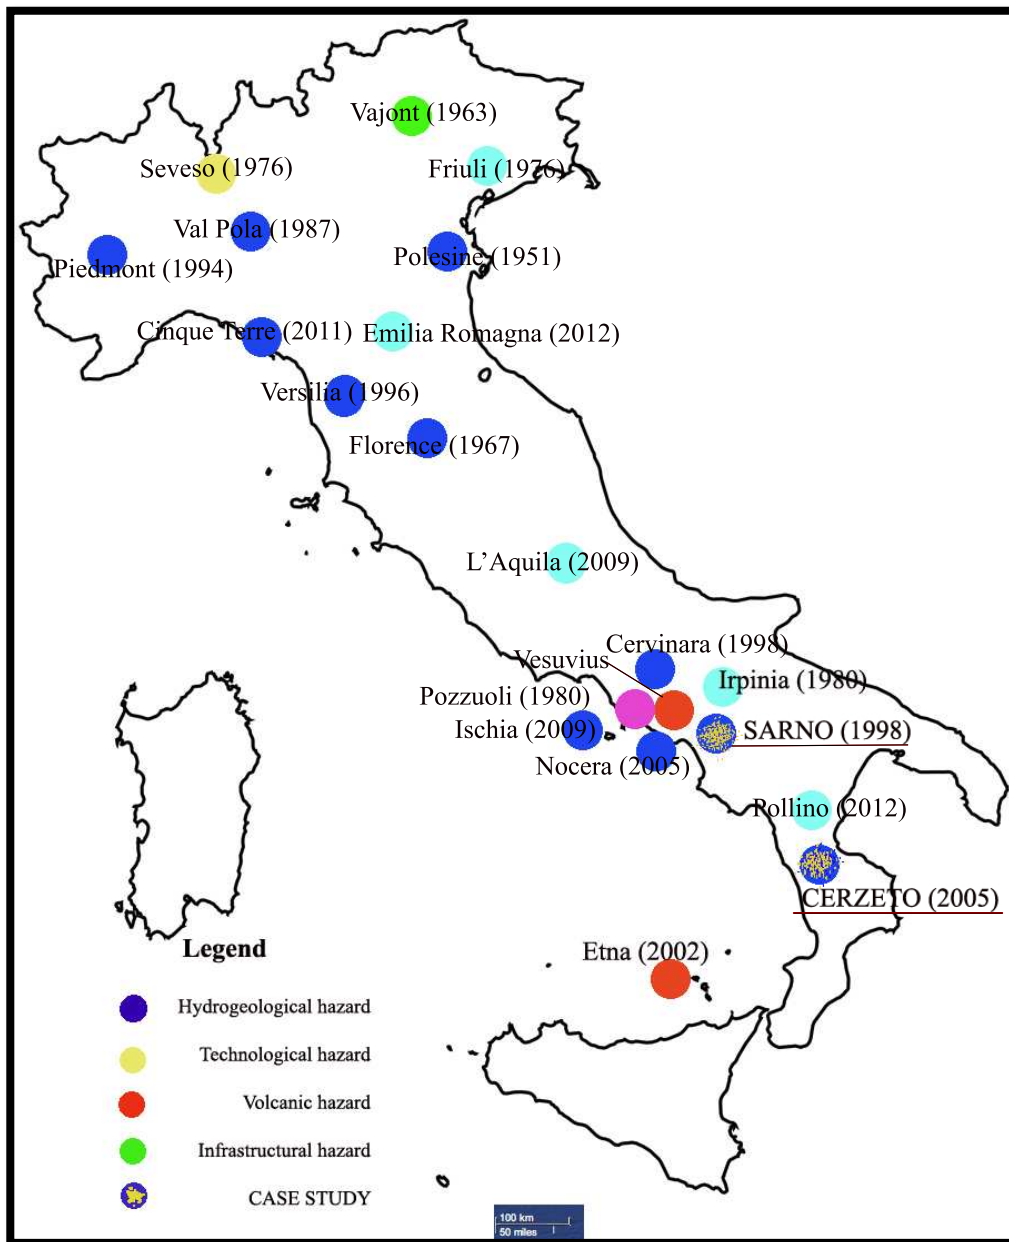 Vajont (1963)
Seveso (1976)
Friuli (1976)
Val Pola (1987)
Polesine (1951)
Piedmont (1994)
Cinque Terre (2011)
Emilia Romagna (2012)
Versilia (1996)
Florence (1967)
L’Aquila (2009)
Cervinara (1998)
Vesuvius
Irpinia (1980)
Pozzuoli (1980)
Ischia (2009)
SARNO (1998)
Nocera (2005)
Pollino (2012)
CERZETO (2005)
Etna (2002)
Legend
Hydrogeological hazard
Technological hazard
Volcanic hazard
Infrastructural hazard
CASE STUDY
100 km
50 miles